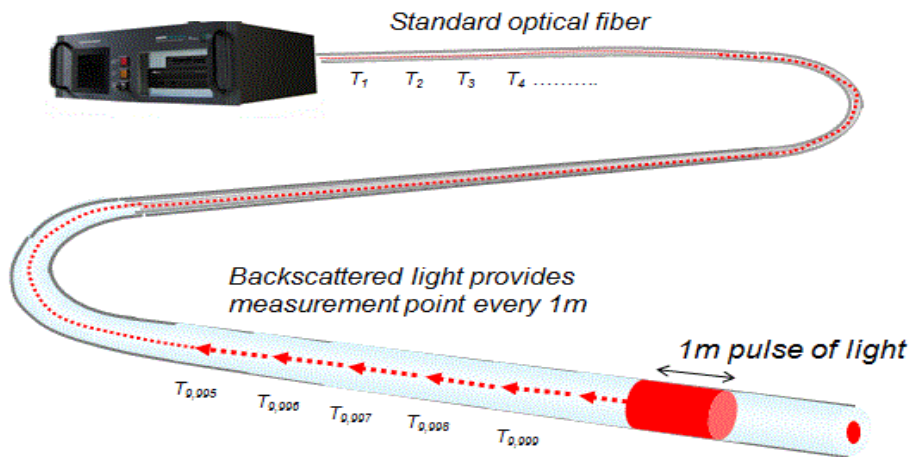 Standard optical fiber
T1 T2 T3 T4 ..........
Backscattered light provides
measurement point every 1m
1m pulse of light
T9,995 T9,996 T9,997 T9,998 T9,999